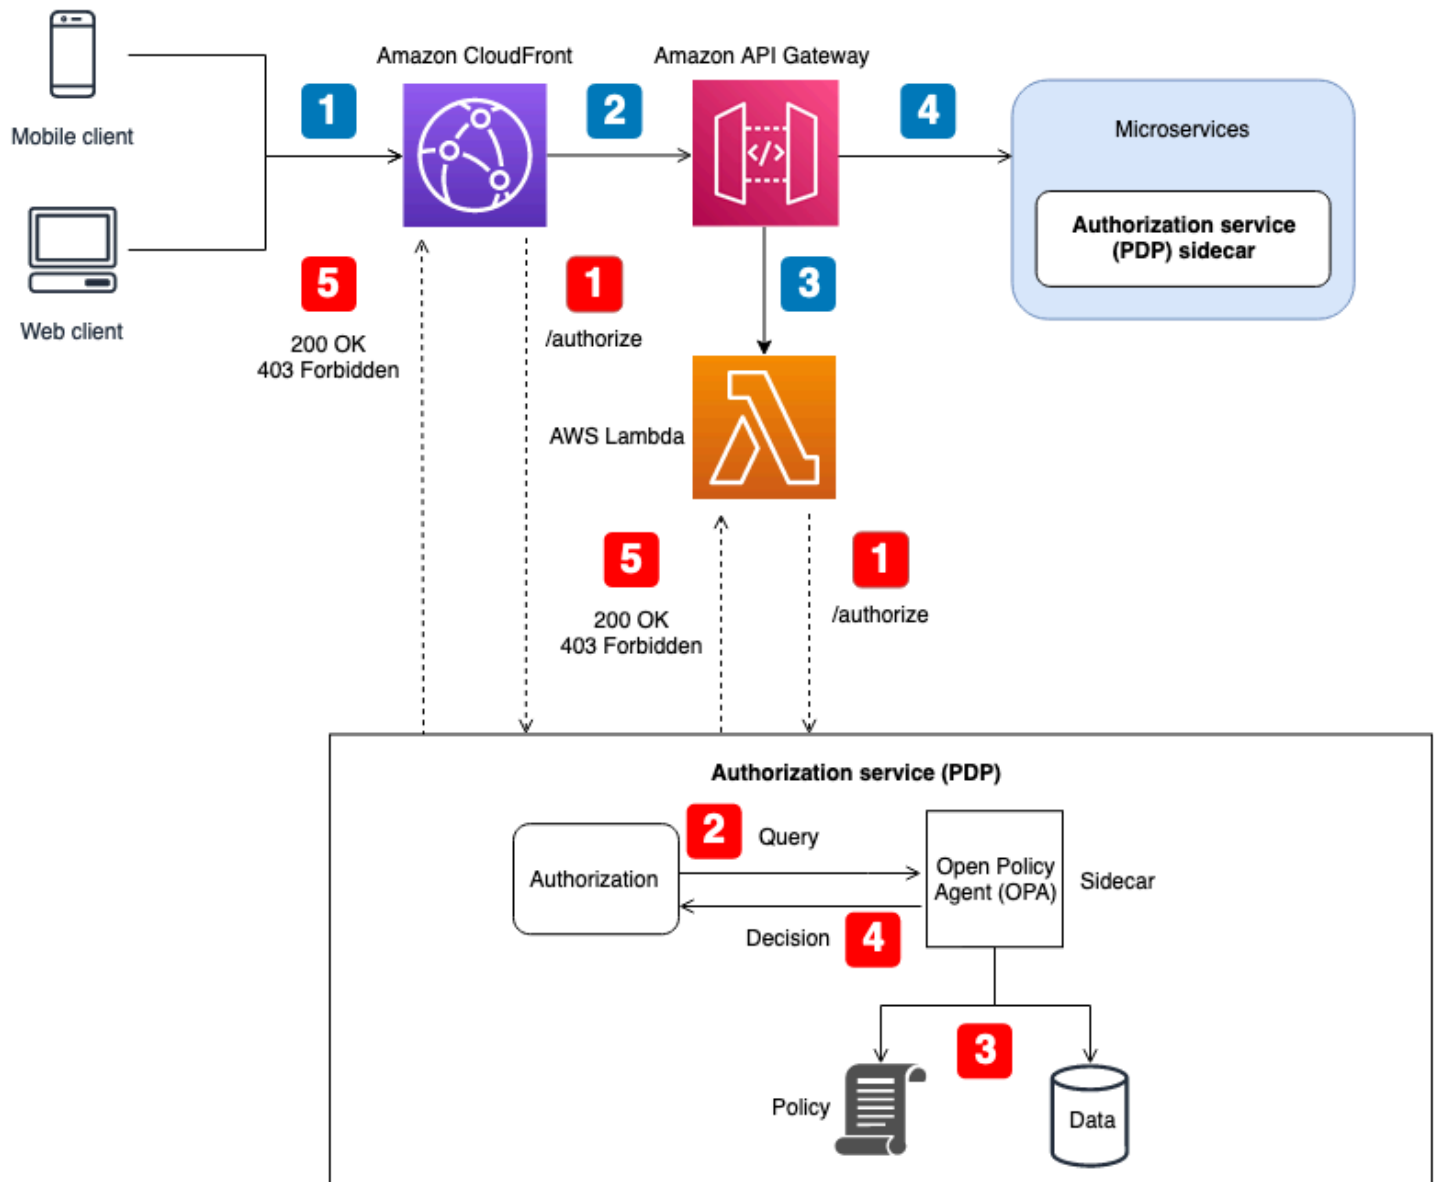 Amazon CloudFront
Amazon API Gateway
1
2
4
</>
Mobile client
Microservices
Authorization service
(PDP) sidecar
Web client
5
200 OK
403 Forbidden
1
/authorize
3
AWS Lambda
5
200 OK
403 Forbidden
1
/authorize
Authorization service (PDP)
2
Query
Authorization
Open Policy
Agent (OPA)
Sidecar
Decision
4
3
Policy
Data